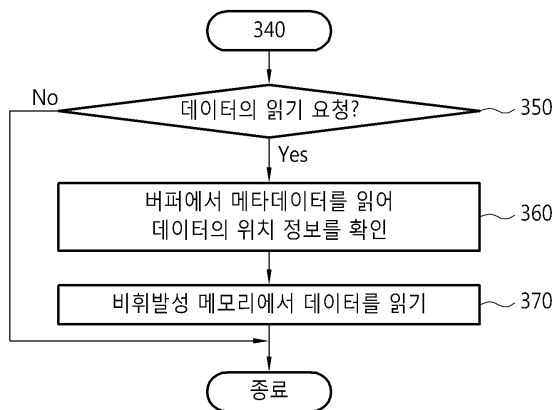 340
No
데이터의 읽기 요청?
350
Yes
버퍼에서 메타데이터를 읽어
데이터의 위치 정보를 확인
360
비휘발성 메모리에서 데이터를 읽기
370
종료